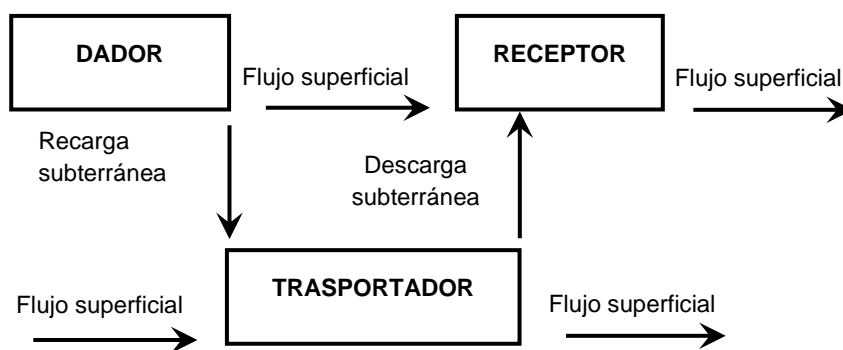 DADOR
Flujo superficial
RECEPTOR
Flujo superficial
Recarga
subterránea
Descarga
subterránea
Flujo superficial
TRASPORTADOR
Flujo superficial